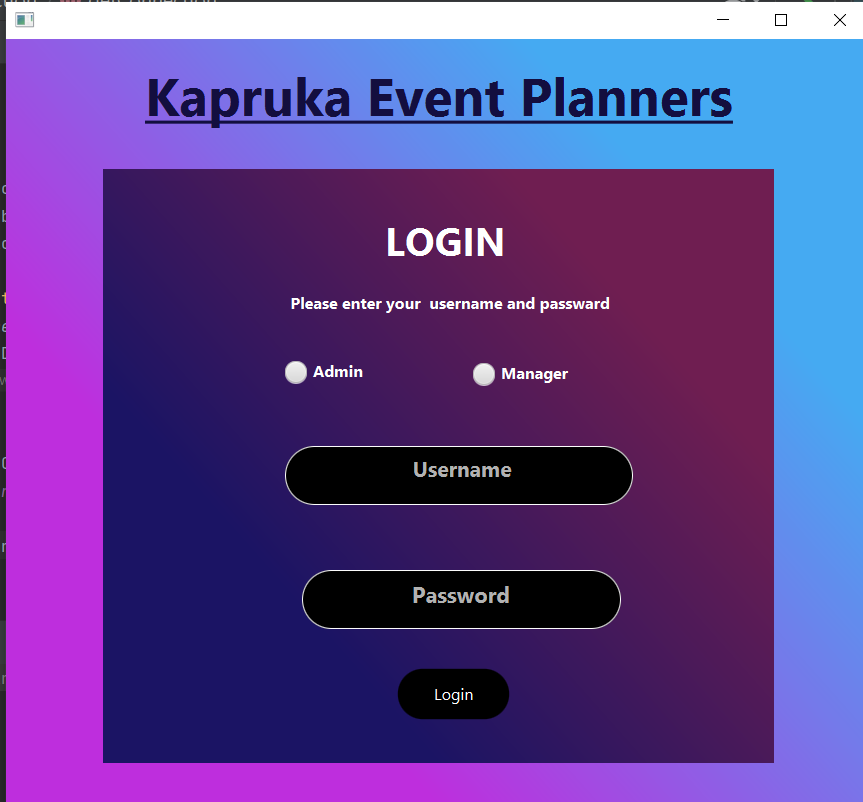 Kapruka Event Planners
LOGIN
Please enter your  username and passward
Admin
Manager
Username
Password
Login